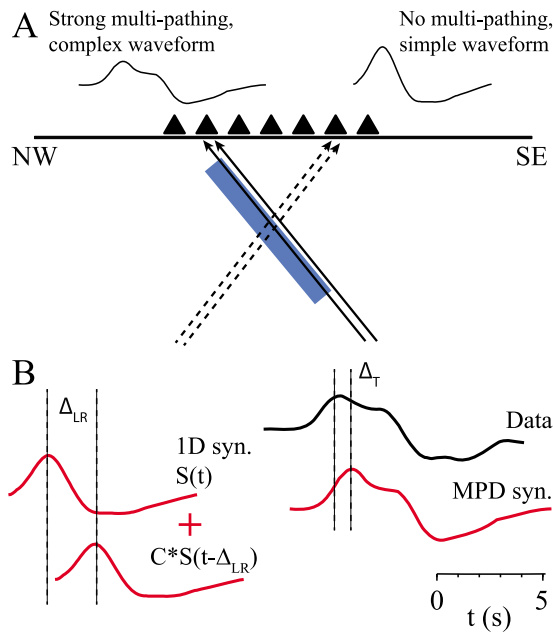 A
Strong multi-pathing,
complex waveform
No multi-pathing,
simple waveform
NW
SE
B
Δ_LR
1D syn.
S(t)
+
C*S(t-Δ_LR)
Δ_T
Data
MPD syn.
0 5
t (s)